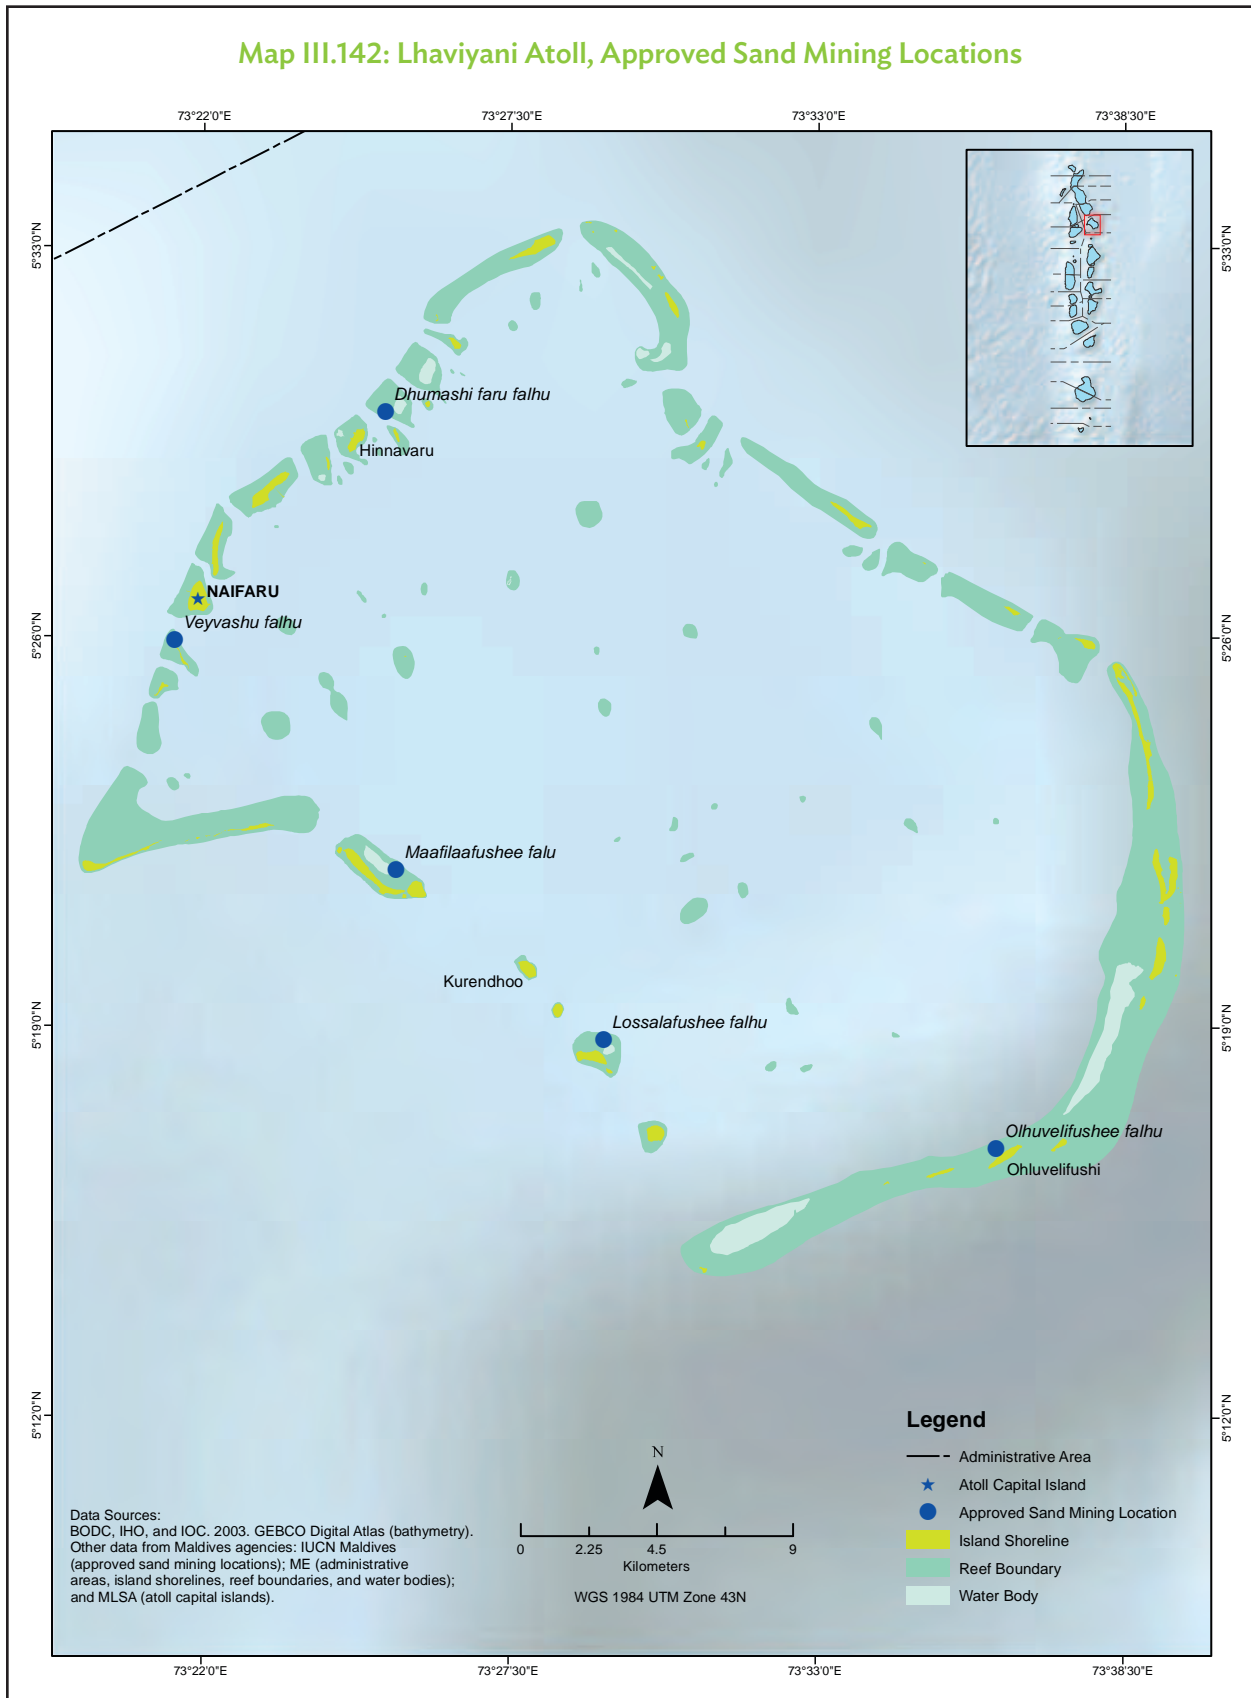 Map III.142: Lhaviyani Atoll, Approved Sand Mining Locations
73°22'0"E
73°27'30"E
73°33'0"E
73°38'30"E
5°33'0"N
5°33'0"N
Dhumashi faru falhu
Hinnavaru
NAIFARU
Veyvashu falhu
5°26'0"N
5°26'0"N
Maafilaafushee falu
Kurendhoo
Lossalafushee falhu
5°19'0"N
5°19'0"N
Olhuvelifushee falhu
Ohluvelifushi
5°12'0"N
5°12'0"N
Legend
Administrative Area
Atoll Capital Island
Approved Sand Mining Location
Island Shoreline
Reef Boundary
Water Body
N
0
2.25
4.5
9
Kilometers
WGS 1984 UTM Zone 43N
Data Sources:
BODC, IHO, and IOC. 2003. GEBCO Digital Atlas (bathymetry).
Other data from Maldives agencies: IUCN Maldives
(approved sand mining locations); ME (administrative
areas, island shorelines, reef boundaries, and water bodies);
and MLSA (atoll capital islands).
73°22'0"E
73°27'30"E
73°33'0"E
73°38'30"E